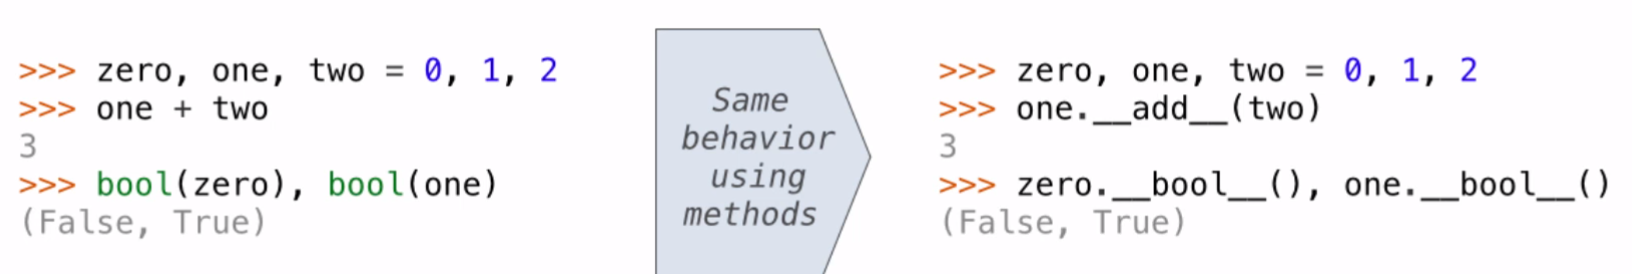 >>> zero, one, two = 0, 1, 2
>>> one + two
3
>>> bool(zero), bool(one)
(False, True)
Same
behavior
using
methods
>>> zero, one, two = 0, 1, 2
>>> one.__add__(two)
3
>>> zero.__bool__(), one.__bool__()
(False, True)